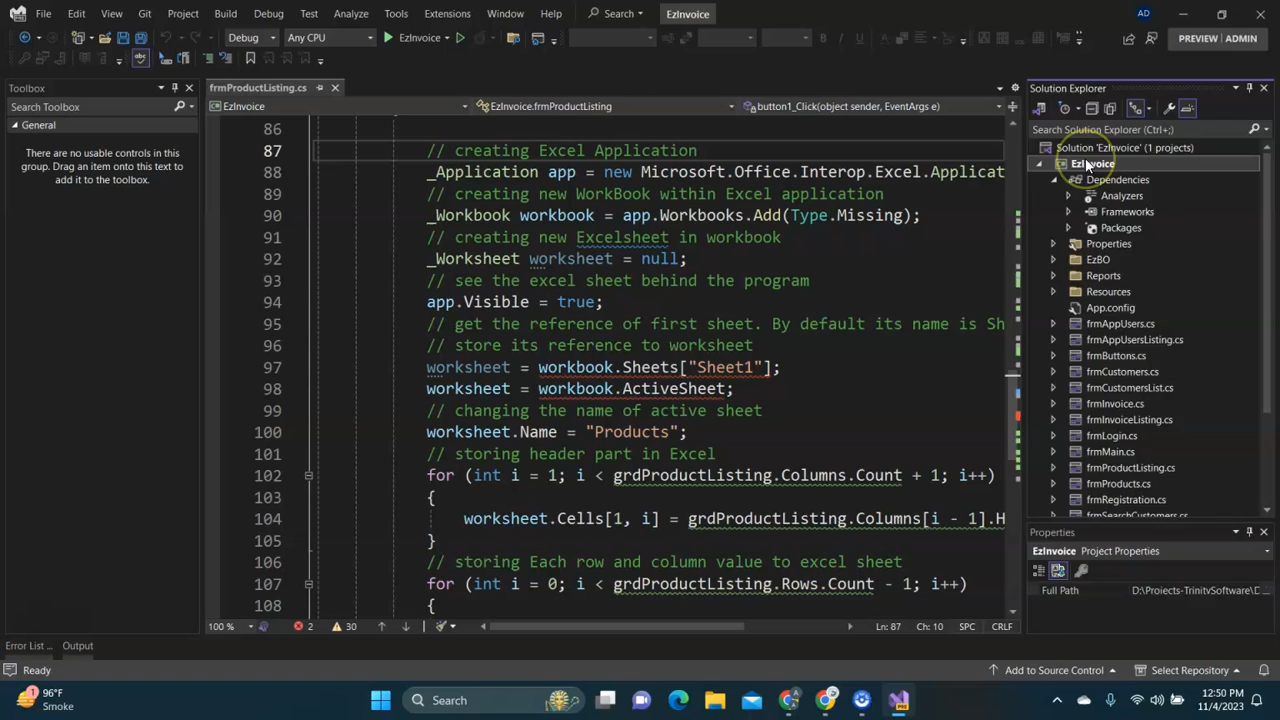 File Edit View Git Project Build Debug Test Analyze Tools Extensions Window Help Search EzInvoice AD
Debug Any CPU EzInvoice PREVIEW / ADMIN
Toolbox
Search Toolbox
General
There are no usable controls in this
group. Drag an item onto this text to
add it to the toolbox.
frmProductListing.cs
EzInvoice EzInvoice.frmProductListing button1_Click(object sender, EventArgs e)
86
87 // creating Excel Application
88 _Application app = new Microsoft.Office.Interop.Excel.Applicat
89 // creating new WorkBook within Excel application
90 _Workbook workbook = app.Workbooks.Add(Type.Missing);
91 // creating new Excelsheet in workbook
92 _Worksheet worksheet = null;
93 // see the excel sheet behind the program
94 app.Visible = true;
95 // get the reference of first sheet. By default its name is Sh
96 // store its reference to worksheet
97 worksheet = workbook.Sheets["Sheet1"];
98 worksheet = workbook.ActiveSheet;
99 // changing the name of active sheet
100 worksheet.Name = "Products";
101 // storing header part in Excel
102 for (int i = 1; i < grdProductListing.Columns.Count + 1; i++)
103 {
104 worksheet.Cells[1, i] = grdProductListing.Columns[i - 1].H
105 }
106 // storing Each row and column value to excel sheet
107 for (int i = 0; i < grdProductListing.Rows.Count - 1; i++)
108 {
100 % 2 30 Ln: 87 Ch: 10 SPC CRLF
Solution Explorer
Search Solution Explorer (Ctrl+;)
Solution 'EzInvoice' (1 projects)
EzInvoice
Dependencies
Analyzers
Frameworks
Packages
Properties
EzBO
Reports
Resources
App.config
frmAppUsers.cs
frmAppUsersListing.cs
frmButtons.cs
frmCustomers.cs
frmCustomersList.cs
frmInvoice.cs
frmInvoiceListing.cs
frmLogin.cs
frmMain.cs
frmProductListing.cs
frmProducts.cs
frmRegistration.cs
frmSearchCustomers.cs
Properties
EzInvoice Project Properties
Full Path D:\Projects-TrinitySoftware\E
Error List ... Output
Ready Add to Source Control Select Repository
1 96°F
Smoke
Search
PRE
12:50 PM
11/4/2023